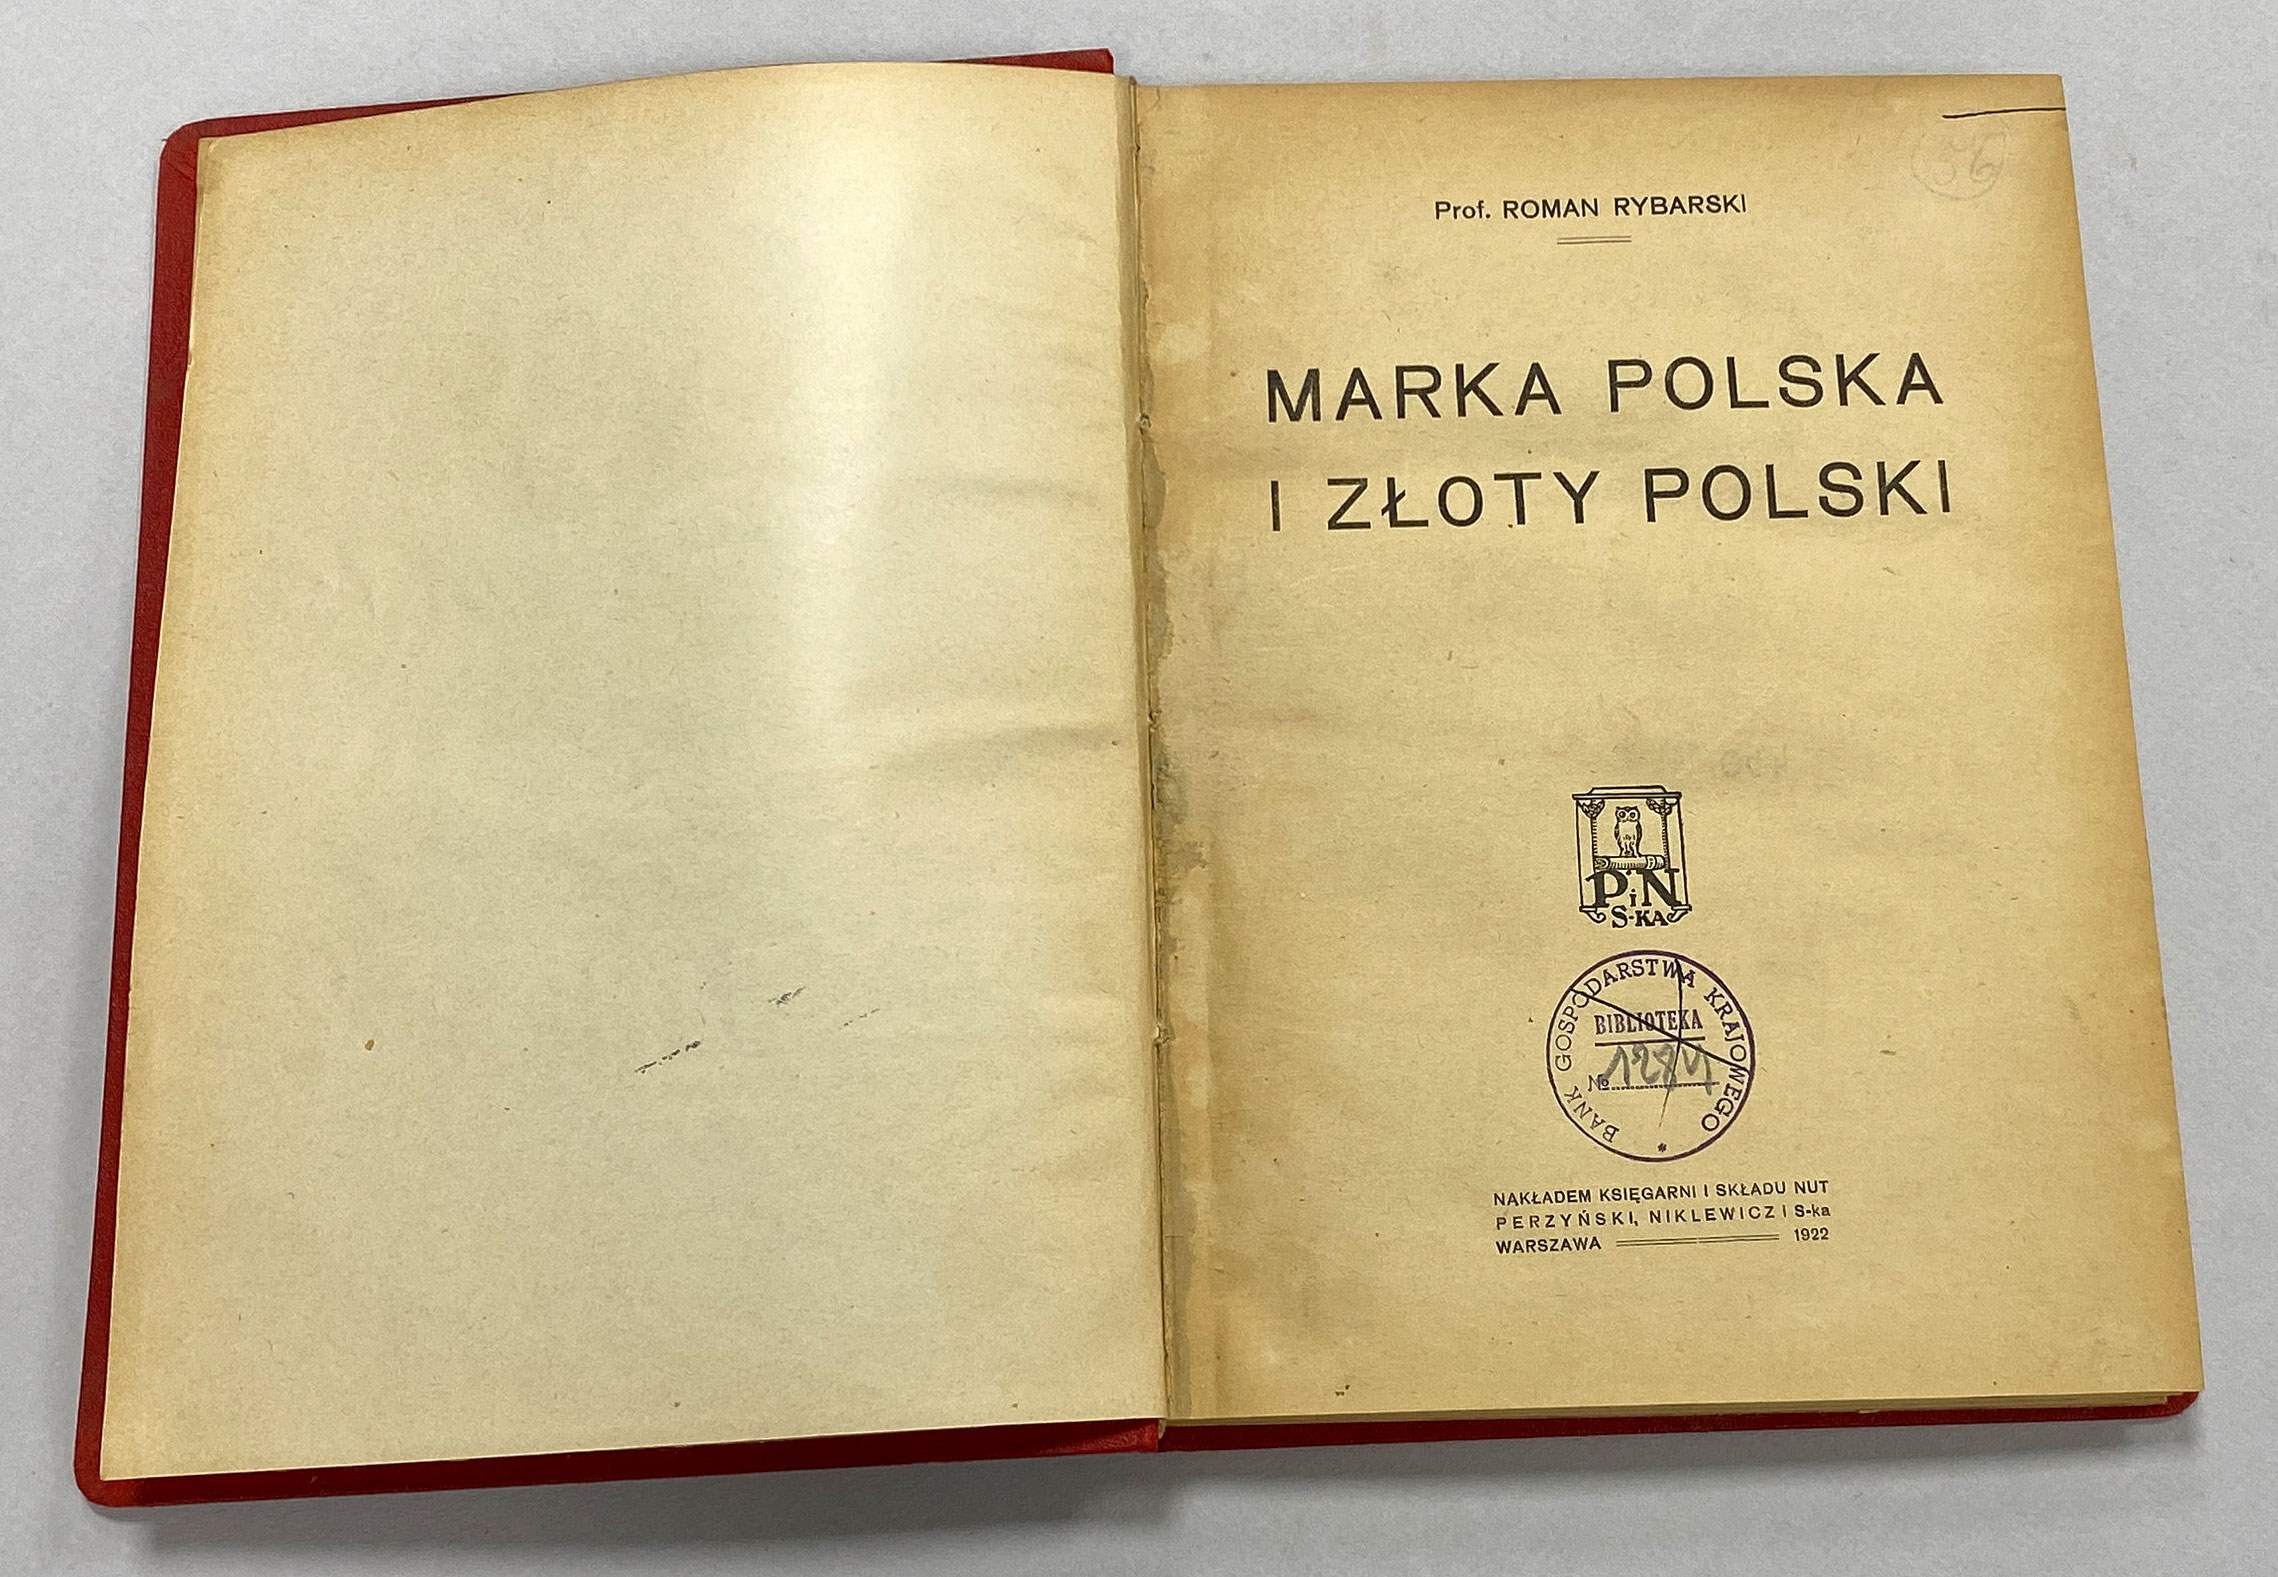 56
Prof. ROMAN RYBARSKI
MARKA POLSKA
I ZŁOTY POLSKI
P i N
S-KA
BANK GOSPODARSTWA KRAJOWEGO
BIBLIOTEKA
№
NAKŁADEM KSIĘGARNI I SKŁADU NUT
PERZYŃSKI, NIKLEWICZ I S-ka
WARSZAWA 1922